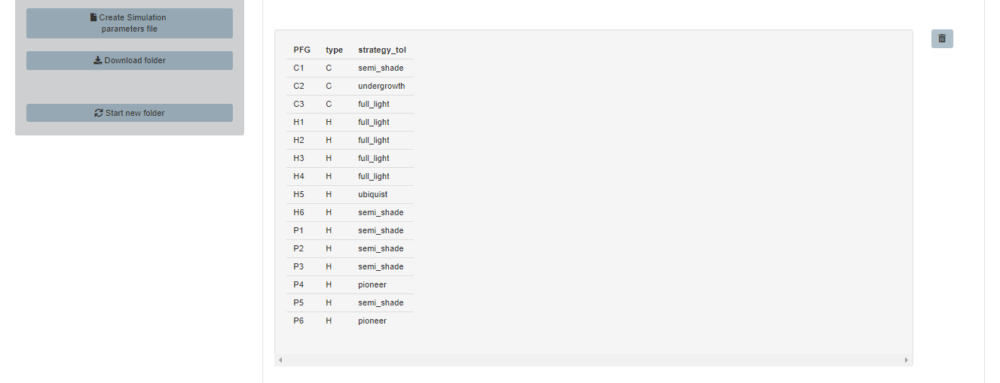 Create Simulation
parameters file
Download folder
Start new folder
PFG type strategy_tol
C1 C semi_shade
C2 C undergrowth
C3 C full_light
H1 H full_light
H2 H full_light
H3 H full_light
H4 H full_light
H5 H ubiquist
H6 H semi_shade
P1 H semi_shade
P2 H semi_shade
P3 H semi_shade
P4 H pioneer
P5 H semi_shade
P6 H pioneer